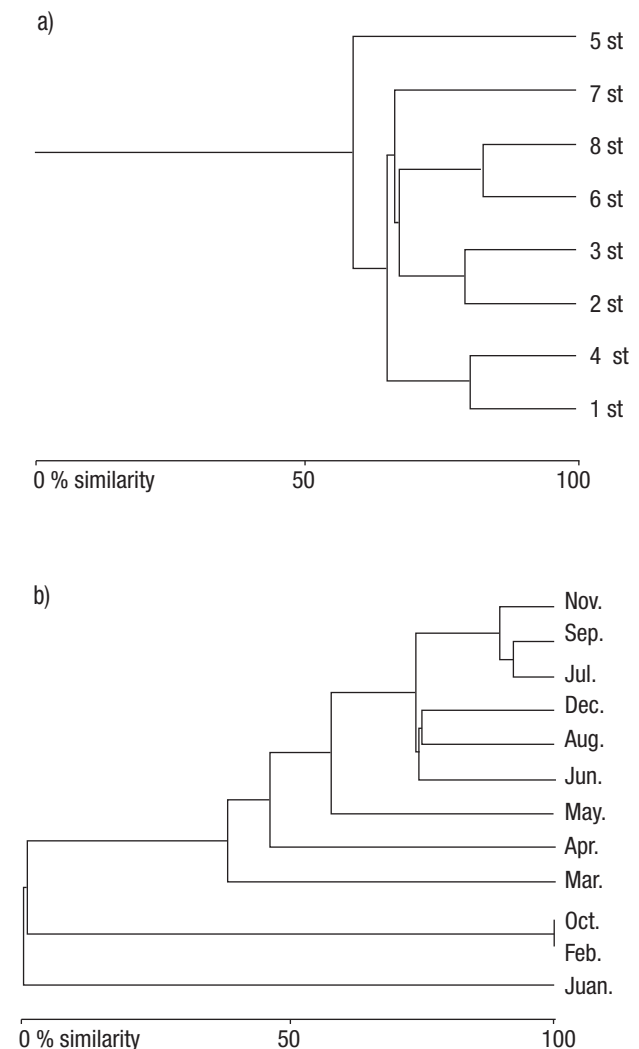 a)
5 st
7 st
8 st
6 st
3 st
2 st
4 st
1 st
0 % similarity 50 100
b)
Nov.
Sep.
Jul.
Dec.
Aug.
Jun.
May.
Apr.
Mar.
Oct.
Feb.
Juan.
0 % similarity 50 100